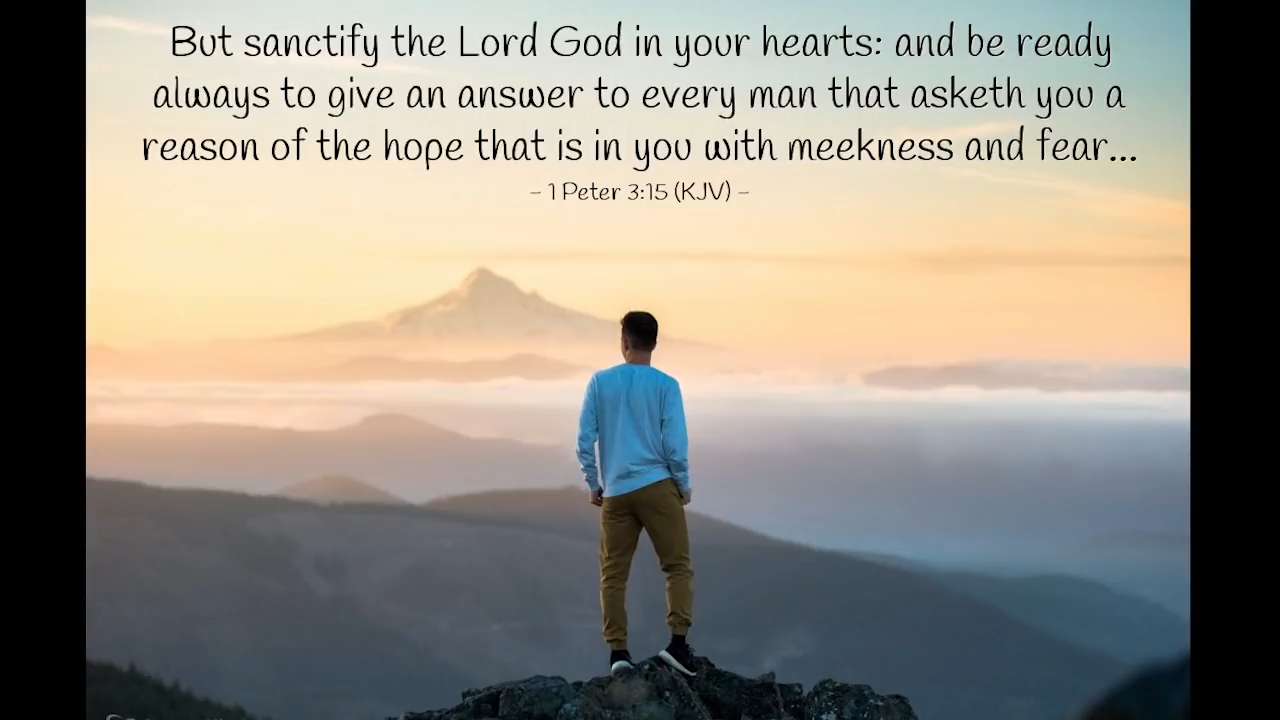 But sanctify the Lord God in your hearts: and be ready
always to give an answer to every man that asketh you a
reason of the hope that is in you with meekness and fear...
– 1 Peter 3:15 (KJV) –